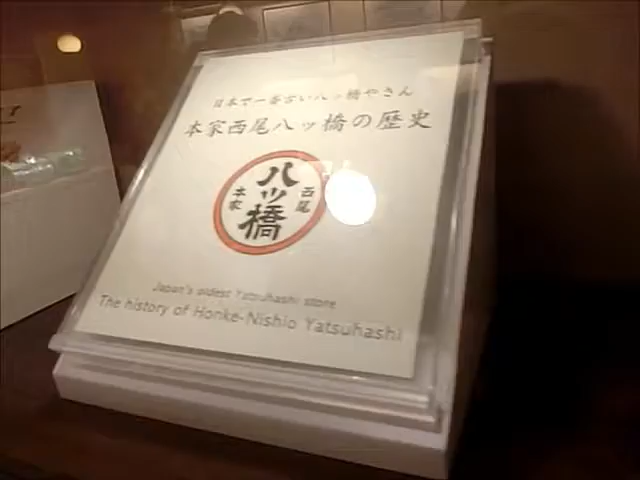 日本で一番古い八ッ橋やさん
本家西尾八ッ橋の歴史
八ッ橋
西尾
本家
Japan's oldest Yatsuhashi store
The history of Honke-Nishio Yatsuhashi